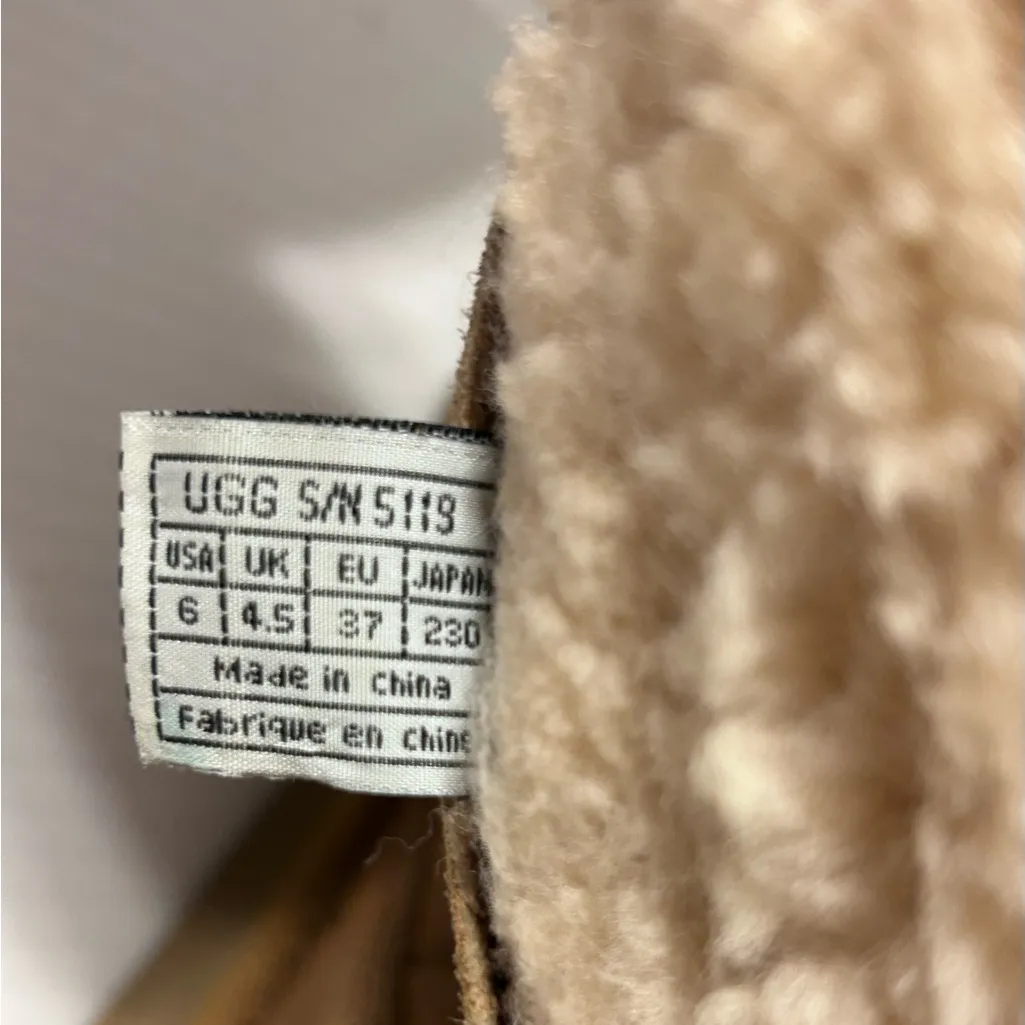 UGG S/N 5119
USA UK EU JAPAN
6 4.5 37 230
Made in china
Fabrique en chine